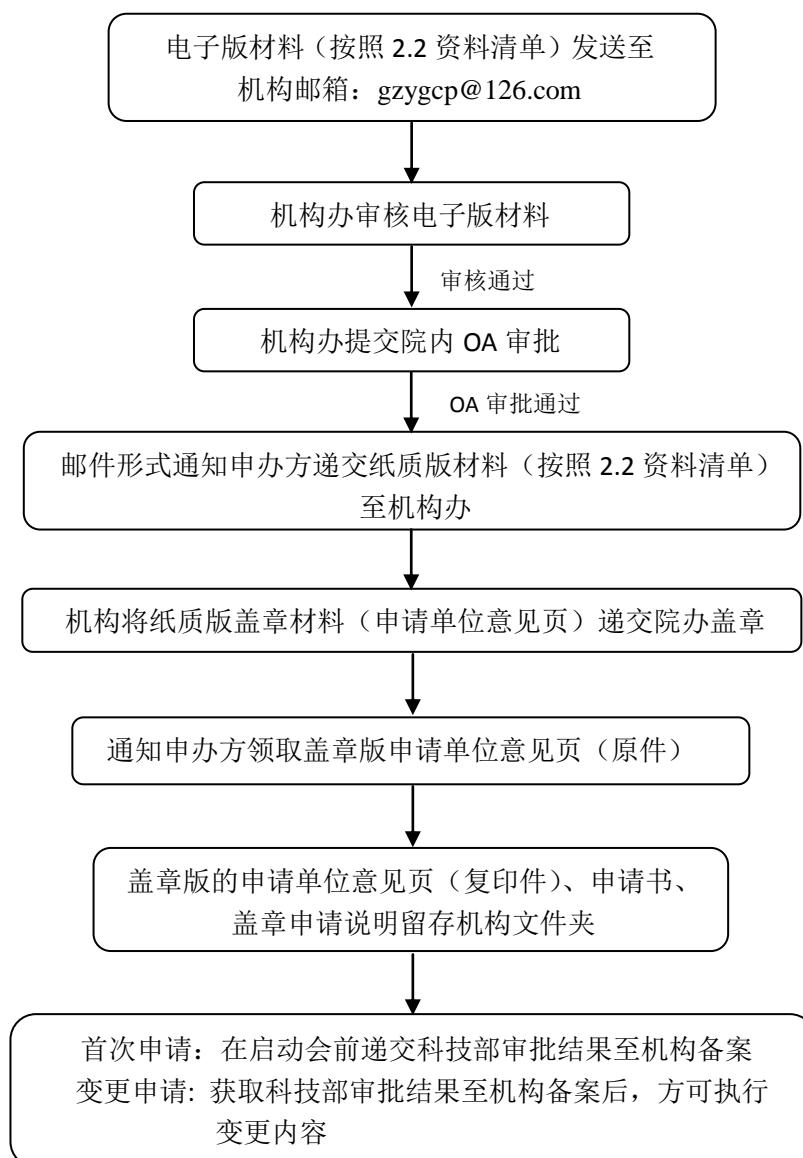 电子版材料（按照 2.2 资料清单）发送至
机构邮箱：gzygcp@126.com
机构办审核电子版材料
审核通过
机构办提交院内 OA 审批
OA 审批通过
邮件形式通知申办方递交纸质版材料（按照 2.2 资料清单）
至机构办
机构将纸质版盖章材料（申请单位意见页）递交院办盖章
通知申办方领取盖章版申请单位意见页（原件）
盖章版的申请单位意见页（复印件）、申请书、
盖章申请说明留存机构文件夹
首次申请：在启动会前递交科技部审批结果至机构备案
变更申请: 获取科技部审批结果至机构备案后，方可执行
变更内容